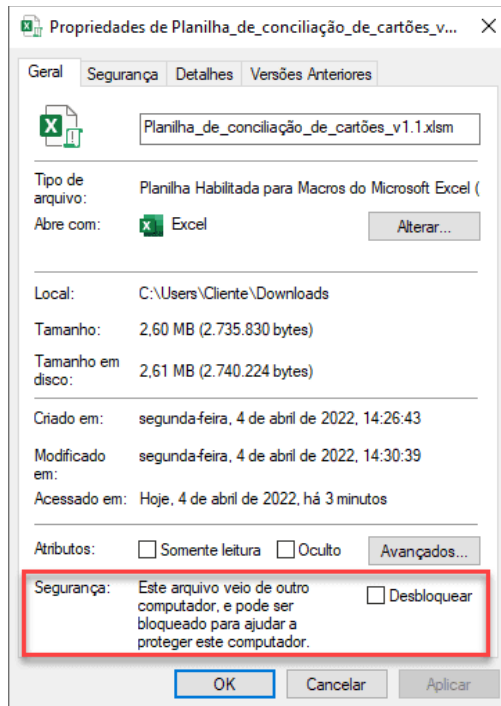 Propriedades de Planilha_de_conciliação_de_cartões_v...
Geral Segurança Detalhes Versões Anteriores
Planilha_de_conciliação_de_cartões_v1.1.xlsm
Tipo de
arquivo:
Planilha Habilitada para Macros do Microsoft Excel (
Abre com: Excel Alterar...
Local: C:\Users\Cliente\Downloads
Tamanho: 2,60 MB (2.735.830 bytes)
Tamanho em
disco:
2,61 MB (2.740.224 bytes)
Criado em: segunda-feira, 4 de abril de 2022, 14:26:43
Modificado
em:
segunda-feira, 4 de abril de 2022, 14:30:39
Acessado em: Hoje, 4 de abril de 2022, há 3 minutos
Atributos: Somente leitura Oculto Avançados...
Segurança: Este arquivo veio de outro
computador, e pode ser
bloqueado para ajudar a
proteger este computador.
Desbloquear
OK Cancelar Aplicar